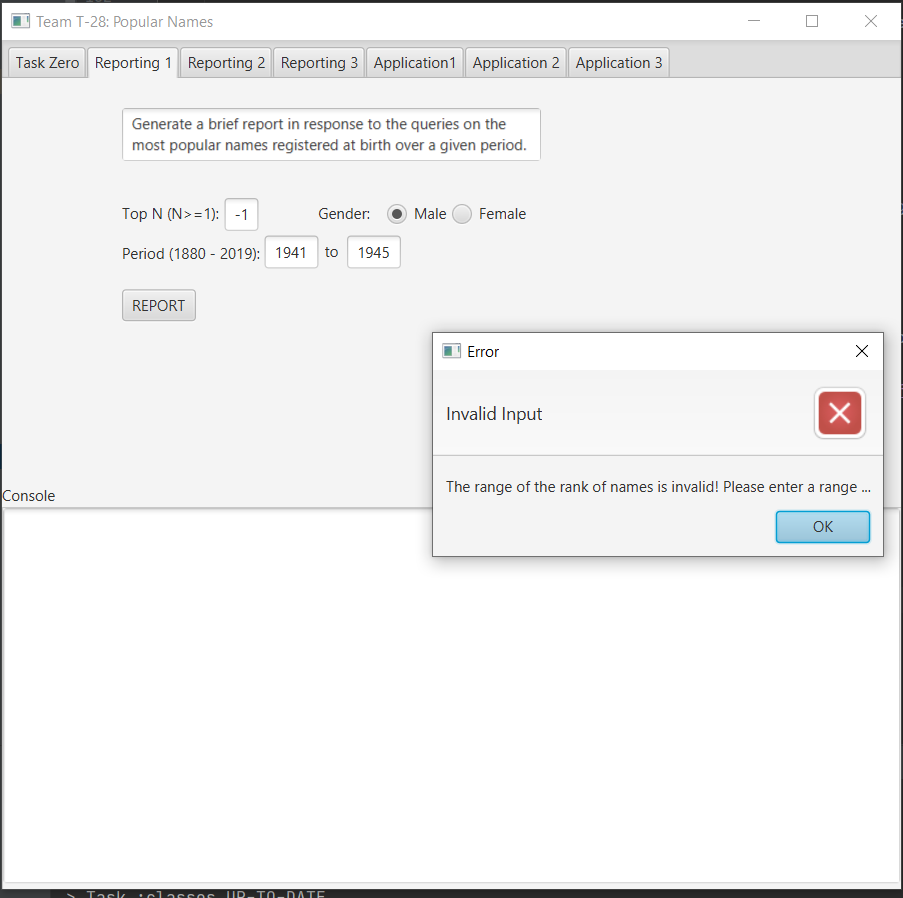 Team T-28: Popular Names
Task Zero Reporting 1 Reporting 2 Reporting 3 Application1 Application 2 Application 3
Generate a brief report in response to the queries on the
most popular names registered at birth over a given period.
Top N (N>=1): -1 Gender: Male Female
Period (1880 - 2019): 1941 to 1945
REPORT
Error
Invalid Input
The range of the rank of names is invalid! Please enter a range ...
OK
Console
> Task :classes UP-TO-DATE